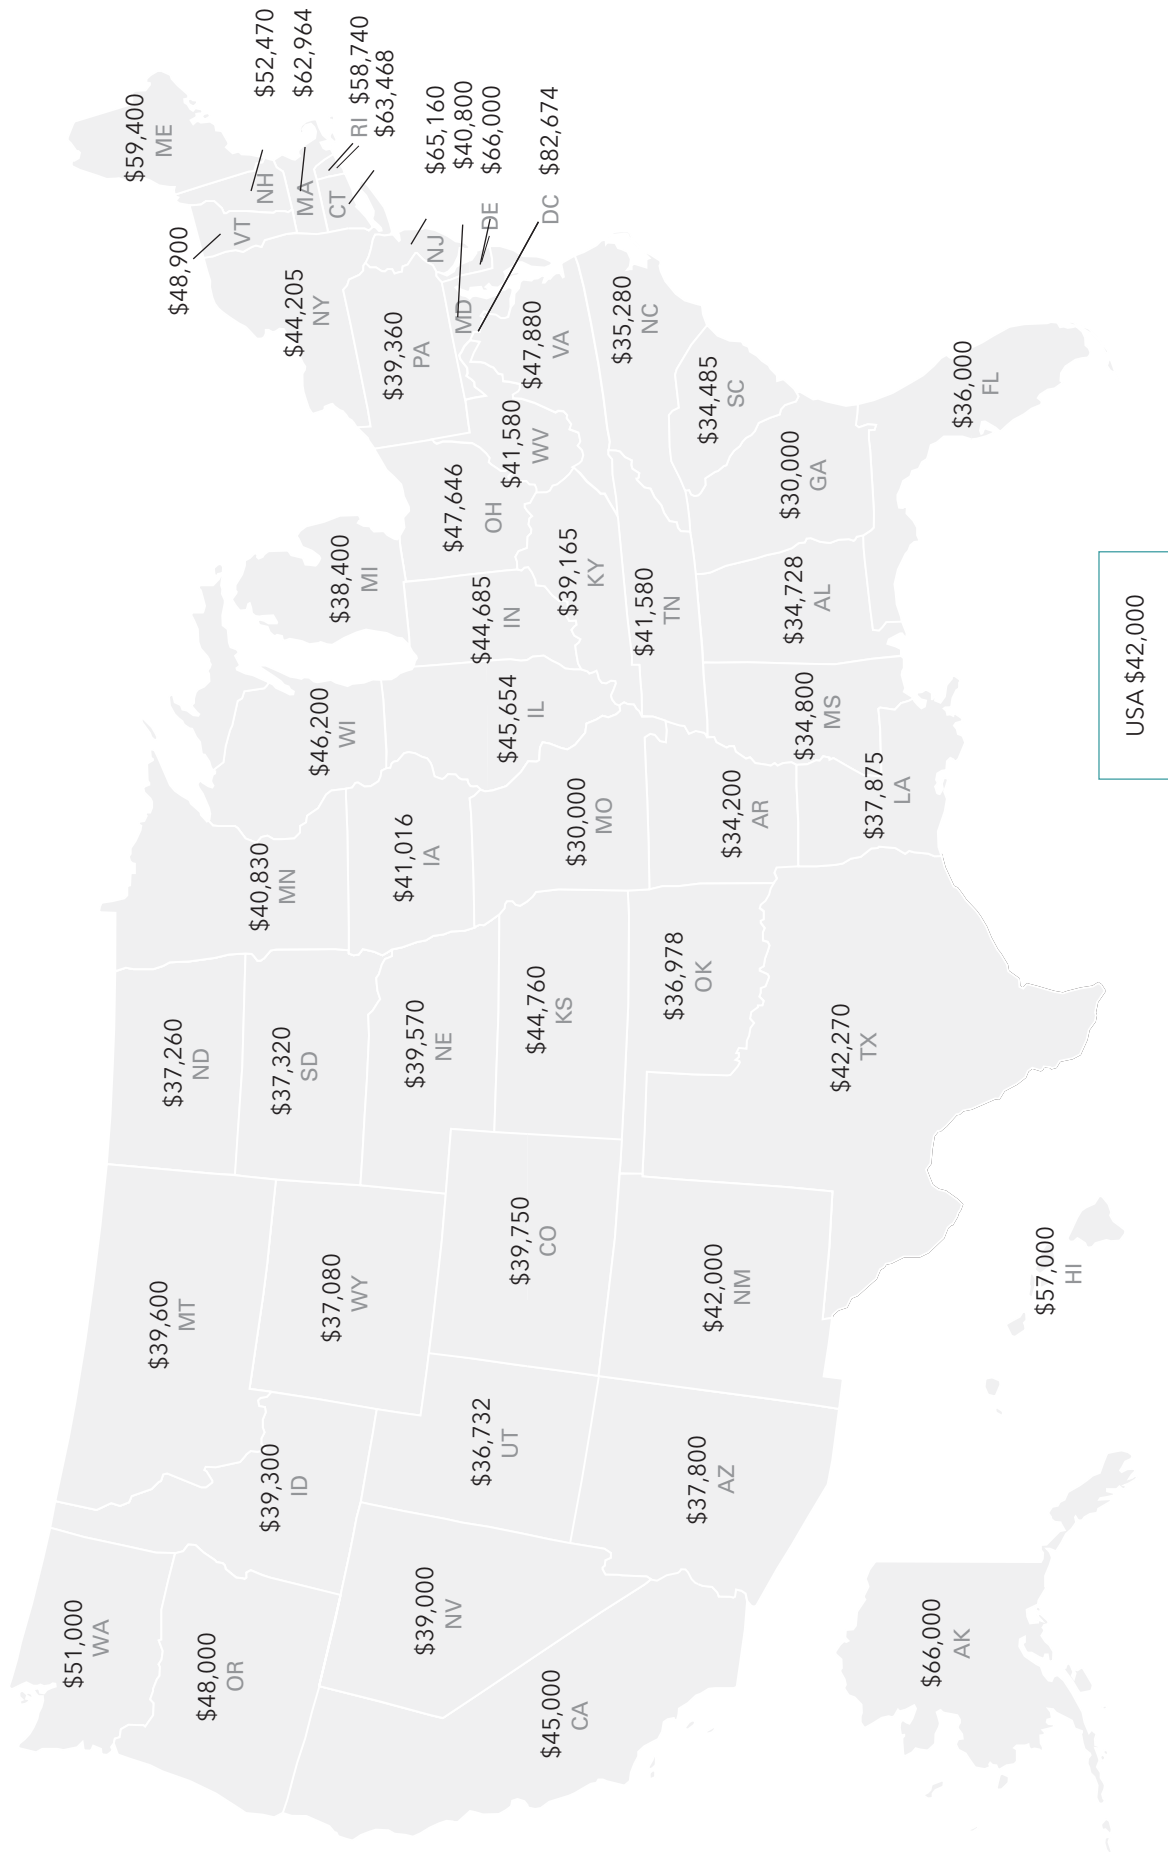 $51,000
WA
$48,000
OR
$45,000
CA
$39,000
NV
$39,300
ID
$39,600
MT
$37,080
WY
$36,732
UT
$37,800
AZ
$39,750
CO
$42,000
NM
$37,260
ND
$37,320
SD
$39,570
NE
$44,760
KS
$36,978
OK
$42,270
TX
$40,830
MN
$41,016
IA
$30,000
MO
$34,200
AR
$37,875
LA
$46,200
WI
$45,654
IL
$38,400
MI
$44,685
IN
$47,646
OH
$39,165
KY
$41,580
TN
$34,800
MS
$34,728
AL
$30,000
GA
$36,000
FL
$34,485
SC
$35,280
NC
$47,880
VA
$41,580
WV
$39,360
PA
$44,205
NY
$48,900
VT
$59,400
ME
NH
$52,470
MA
$62,964
RI $58,740
CT
$63,468
NJ
$65,160
MD
$40,800
DE
$66,000
DC $82,674
$66,000
AK
$57,000
HI
USA $42,000